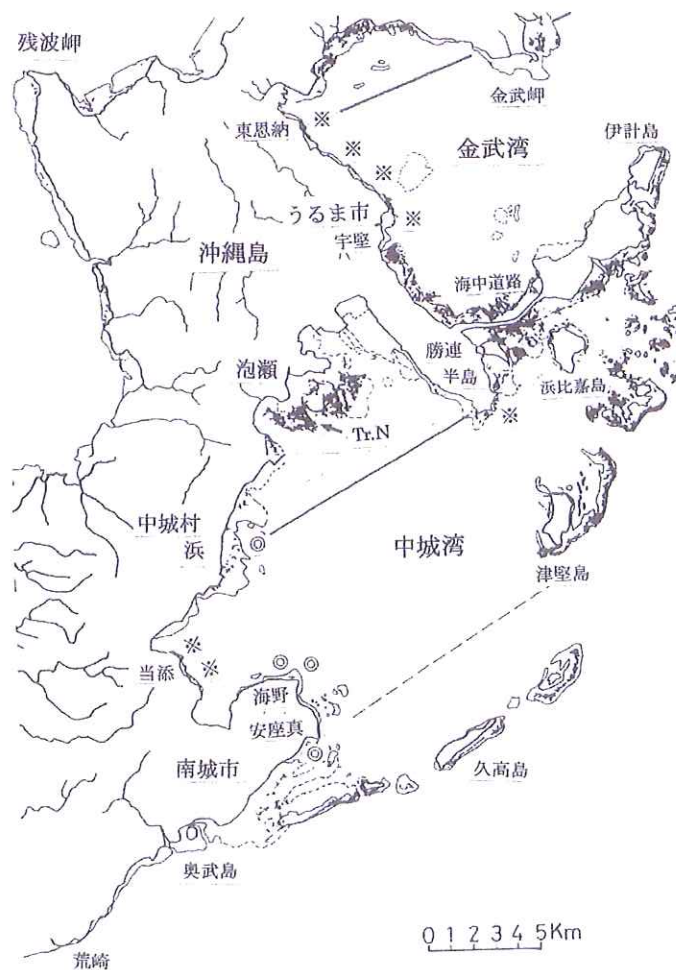 残波岬
金武岬
東恩納
※
※
※
金武湾
伊計島
うるま市
※
宇堅
沖縄島
海中道路
勝連
半島
泡瀬
浜比嘉島
※
Tr.N
中城村
浜
◎
中城湾
津堅島
※
※
当添
◎
◎
海野
安座真
◎
南城市
久高島
奥武島
0 1 2 3 4 5Km
荒崎